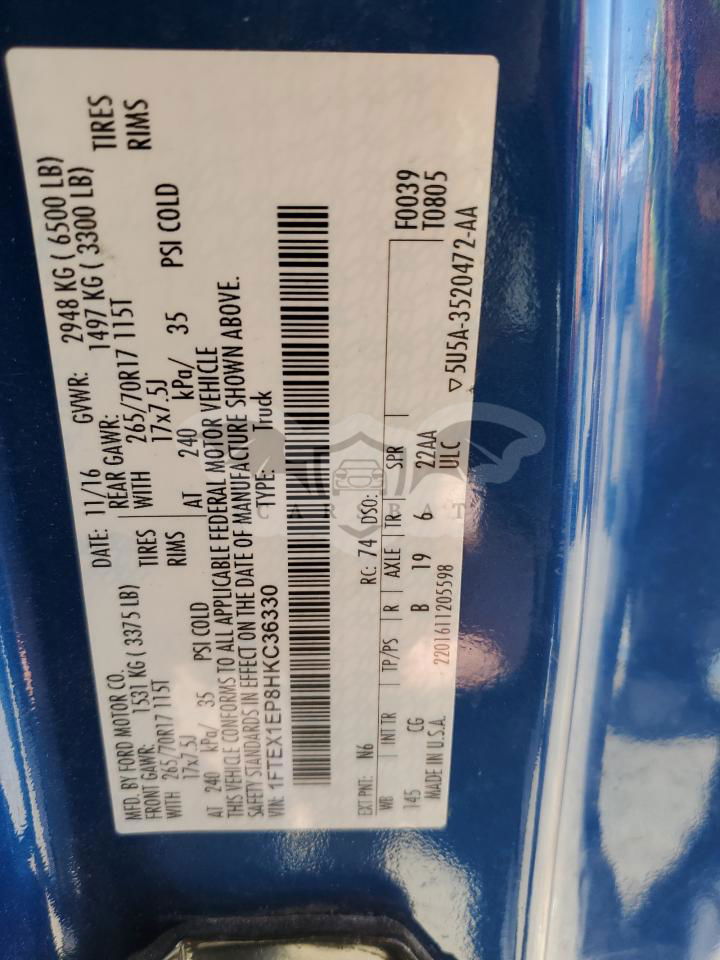 MFD. BY FORD MOTOR CO.
DATE: 11/16 GVWR: 2948 KG ( 6500 LB)
FRONT GAWR: 1531 KG ( 3375 LB) REAR GAWR: 1497 KG ( 3300 LB)
WITH 265/70R17 115T TIRES WITH 265/70R17 115T TIRES
17x7.5J RIMS 17x7.5J RIMS
AT 240 kPa/ 35 PSI COLD AT 240 kPa/ 35 PSI COLD
THIS VEHICLE CONFORMS TO ALL APPLICABLE FEDERAL MOTOR VEHICLE
SAFETY STANDARDS IN EFFECT ON THE DATE OF MANUFACTURE SHOWN ABOVE.
VIN: 1FTEX1EP8HKC36330 TYPE: Truck
F0039
T0805
EXT PNT: N6 RC: 74 DSO:
WB INT TR TP/PS R AXLE TR SPR
145 CG B 19 6 22AA
MADE IN U.S.A. 2201611205598 ULC
▽5U5A-3520472-AA
CARSBAT